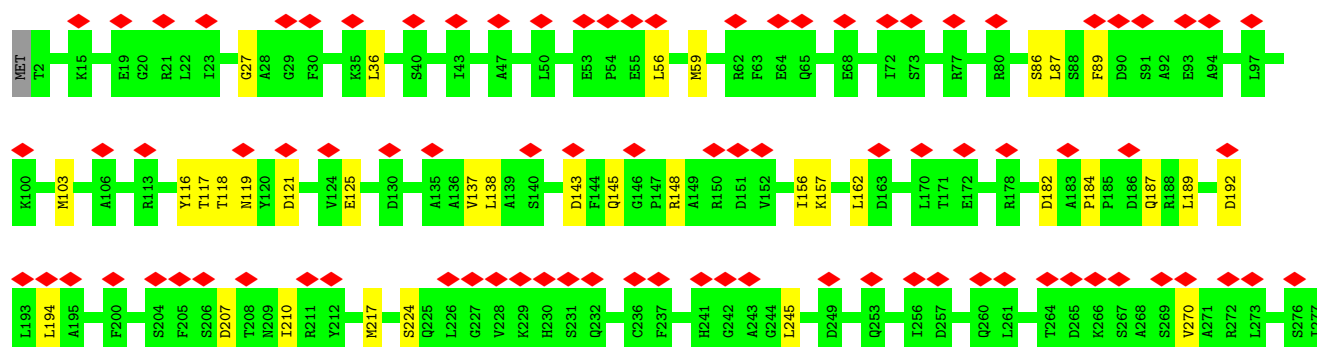 MET T2 K15 E19 G20 R21 L22 I23 G27 A28 G29 F30 K35 L36 S40 I43 A47 L50 E53 P54 E55 L56 M59 R62 F63 E64 Q65 E68 I72 S73 R77 R80 S86 L87 S88 F89 D90 S91 A92 E93 A94 L97
K100 M103 A106 R113 Y116 T117 T118 N119 Y120 D121 V124 E125 D130 A135 A136 V137 L138 A139 S140 D143 F144 Q145 G146 P147 R148 A149 R150 D151 V152 I156 K157 L162 D163 L170 T171 E172 R178 D182 A183 P184 P185 D186 Q187 R188 L189 D192
L193 L194 A195 F200 S204 F205 S206 D207 T208 N209 I210 R211 Y212 M217 S224 Q225 L226 G227 V228 K229 H230 S231 Q232 C236 F237 H241 G242 A243 G244 L245 D249 Q253 I256 D257 Q260 L261 T264 D265 K266 S267 A268 S269 V270 A271 R272 L273 S276 I277